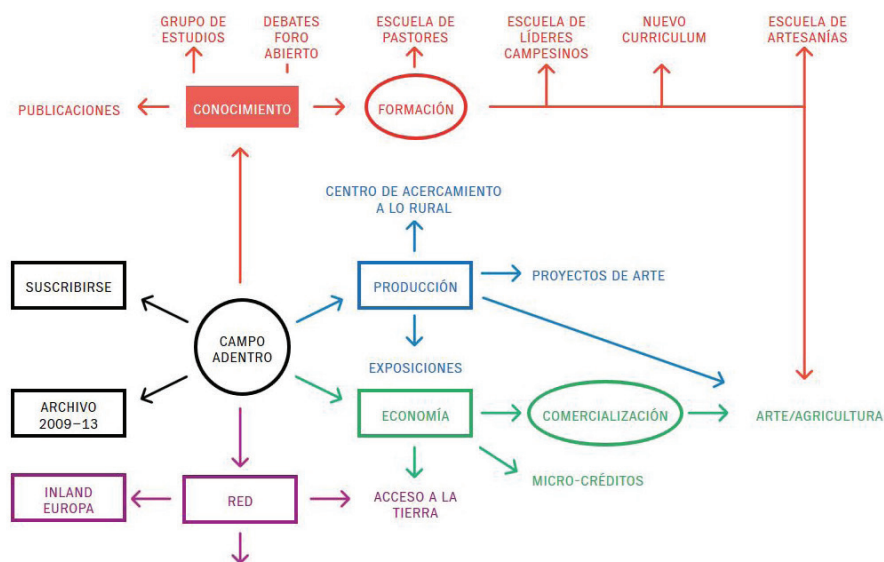 GRUPO DE
ESTUDIOS
DEBATES
FORO
ABIERTO
ESCUELA DE
PASTORES
ESCUELA DE
LÍDERES
CAMPESINOS
NUEVO
CURRICULUM
ESCUELA DE
ARTESANÍAS
PUBLICACIONES
CONOCIMIENTO
FORMACIÓN
CENTRO DE ACERCAMIENTO
A LO RURAL
SUSCRIBIRSE
PRODUCCIÓN
PROYECTOS DE ARTE
CAMPO
ADENTRO
EXPOSICIONES
ARCHIVO
2009–13
ECONOMÍA
COMERCIALIZACIÓN
ARTE/AGRICULTURA
INLAND
EUROPA
RED
ACCESO A LA
TIERRA
MICRO-CRÉDITOS